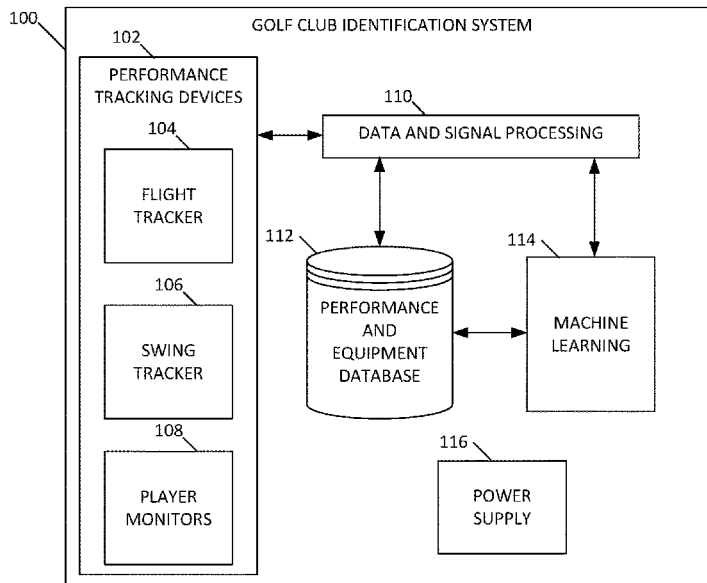 100
GOLF CLUB IDENTIFICATION SYSTEM
102
PERFORMANCE
TRACKING DEVICES
104
FLIGHT
TRACKER
106
SWING
TRACKER
108
PLAYER
MONITORS
110
DATA AND SIGNAL PROCESSING
112
PERFORMANCE
AND
EQUIPMENT
DATABASE
114
MACHINE
LEARNING
116
POWER
SUPPLY